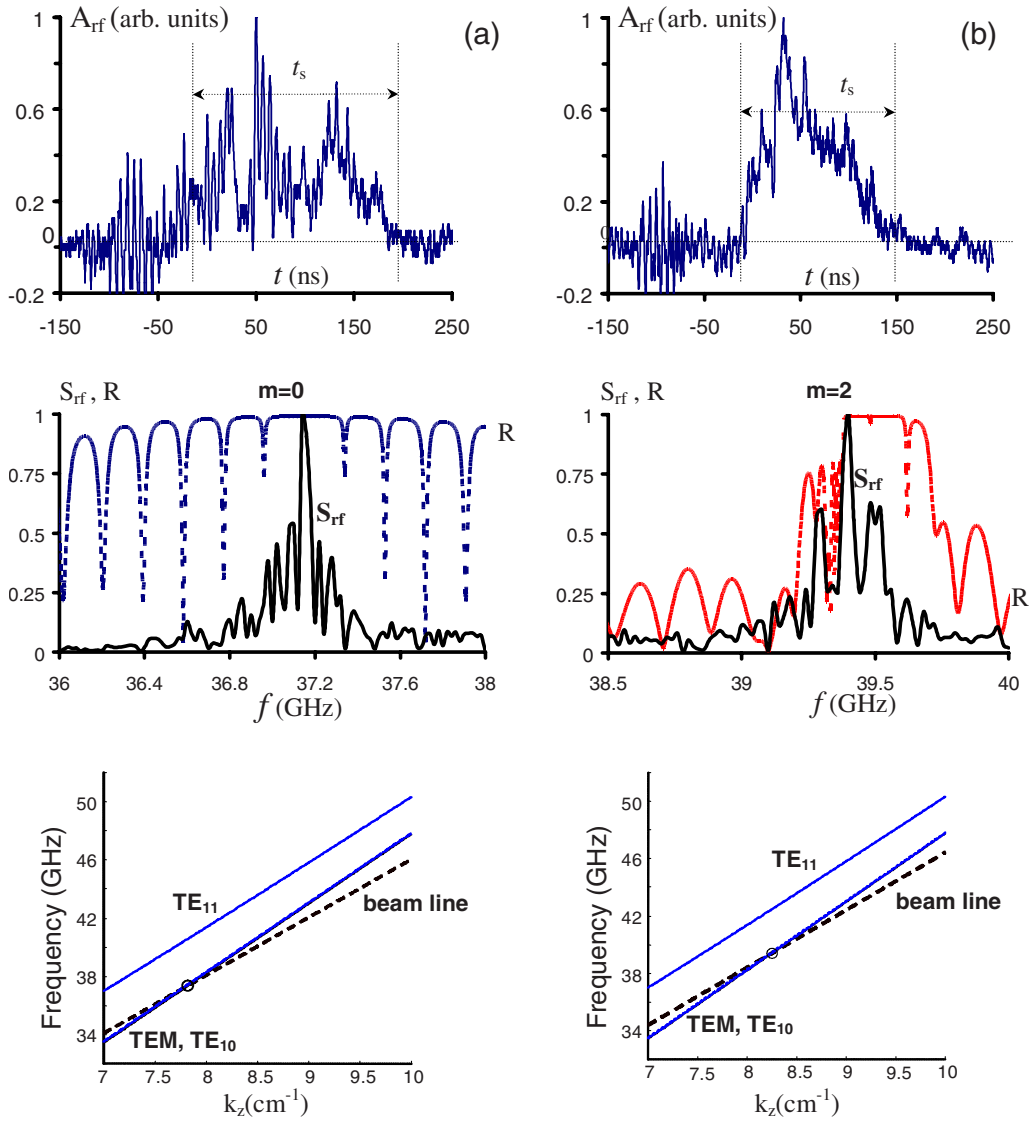 A_rf (arb. units)
(a)
1
0.6
0.2
0
-0.2
t_s
t (ns)
-150 -50 50 150 250
A_rf (arb. units)
(b)
1
0.6
0.2
0
-0.2
t_s
t (ns)
-150 -50 50 150 250
S_rf , R
m=0
R
1
0.75
0.5
0.25
0
S_rf
36 36.4 36.8 37.2 37.6 38
f (GHz)
S_rf , R
m=2
R
1
0.75
0.5
0.25
0
S_rf
38.5 39 39.5 40
f (GHz)
Frequency (GHz)
50
46
42
38
34
TE₁₁
beam line
TEM, TE₁₀
7 7.5 8 8.5 9 9.5 10
k_z(cm⁻¹)
Frequency (GHz)
50
46
42
38
34
TE₁₁
beam line
TEM, TE₁₀
7 7.5 8 8.5 9 9.5 10
k_z(cm⁻¹)